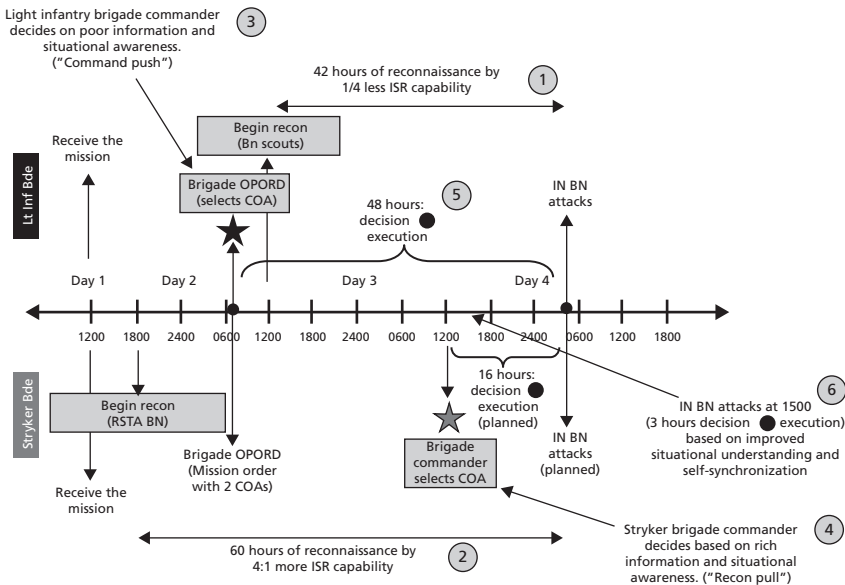 Light infantry brigade commander
decides on poor information and
situational awareness.
("Command push")
3
42 hours of reconnaissance by
1/4 less ISR capability
1
Receive the
mission
Begin recon
(Bn scouts)
Lt Inf Bde
Brigade OPORD
(selects COA)
48 hours:
decision
execution
5
IN BN
attacks
Day 1
Day 2
Day 3
Day 4
1200 1800 2400 0600 1200 1800 2400 0600 1200 1800 2400 0600 1200 1800
Stryker Bde
Begin recon
(RSTA BN)
Receive the
mission
Brigade OPORD
(Mission order
with 2 COAs)
16 hours:
decision
execution
(planned)
Brigade
commander
selects COA
IN BN
attacks
(planned)
6
IN BN attacks at 1500
(3 hours decision execution)
based on improved
situational understanding and
self-synchronization
60 hours of reconnaissance by
4:1 more ISR capability
2
Stryker brigade commander
decides based on rich
information and situational
awareness. ("Recon pull")
4